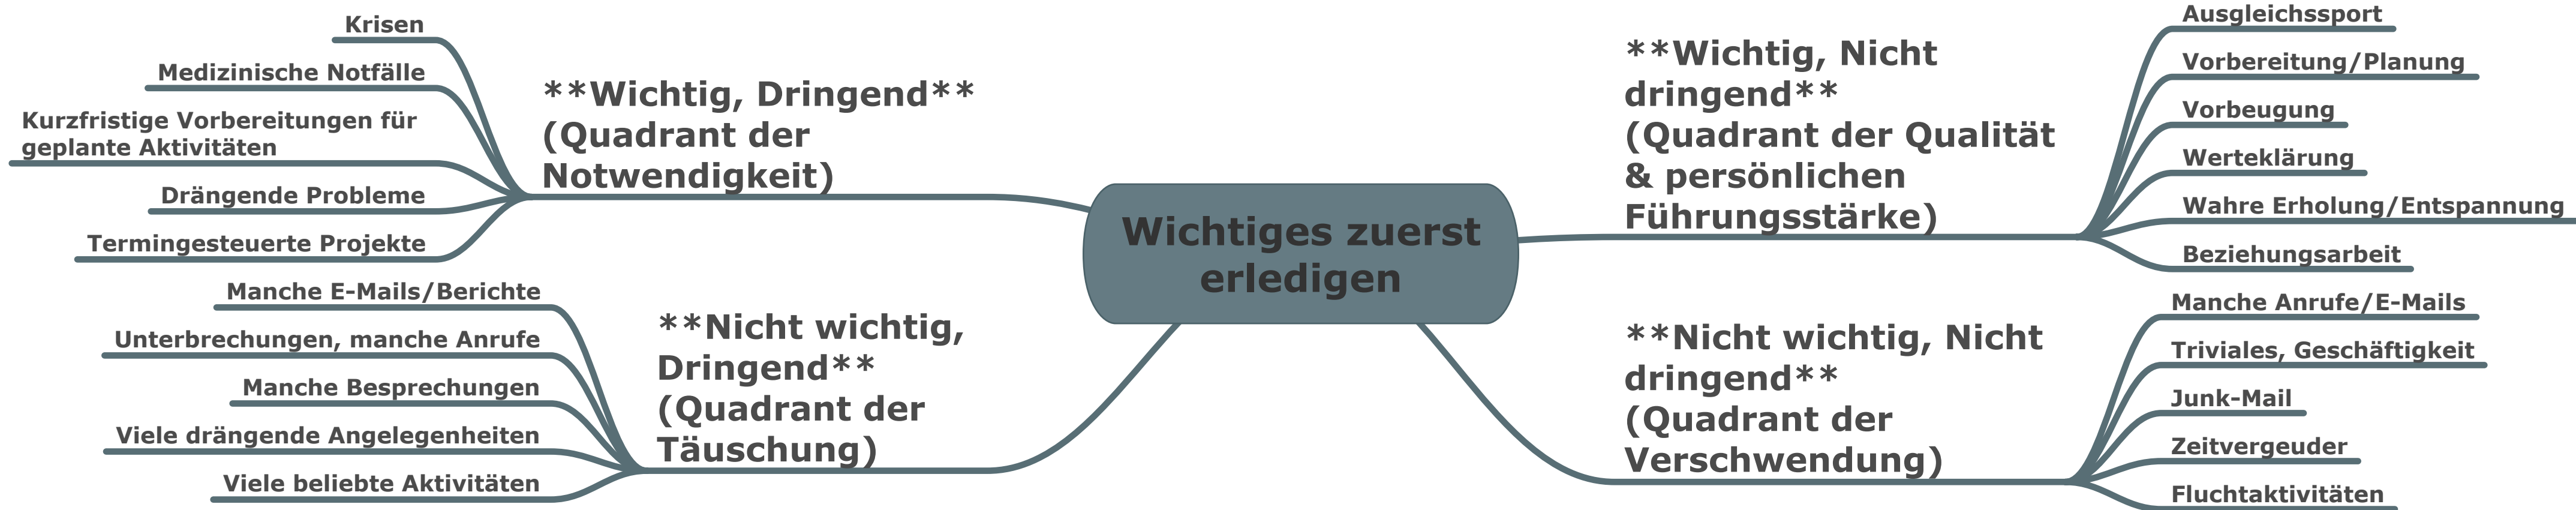 Wichtiges zuerst
erledigen
**Wichtig, Dringend**
(Quadrant der
Notwendigkeit)
Krisen
Medizinische Notfälle
Kurzfristige Vorbereitungen für
geplante Aktivitäten
Drängende Probleme
Termingesteuerte Projekte
**Nicht wichtig,
Dringend**
(Quadrant der
Täuschung)
Manche E-Mails/Berichte
Unterbrechungen, manche Anrufe
Manche Besprechungen
Viele drängende Angelegenheiten
Viele beliebte Aktivitäten
**Wichtig, Nicht
dringend**
(Quadrant der Qualität
& persönlichen
Führungsstärke)
Ausgleichssport
Vorbereitung/Planung
Vorbeugung
Werteklärung
Wahre Erholung/Entspannung
Beziehungsarbeit
**Nicht wichtig, Nicht
dringend**
(Quadrant der
Verschwendung)
Manche Anrufe/E-Mails
Triviales, Geschäftigkeit
Junk-Mail
Zeitvergeuder
Fluchtaktivitäten